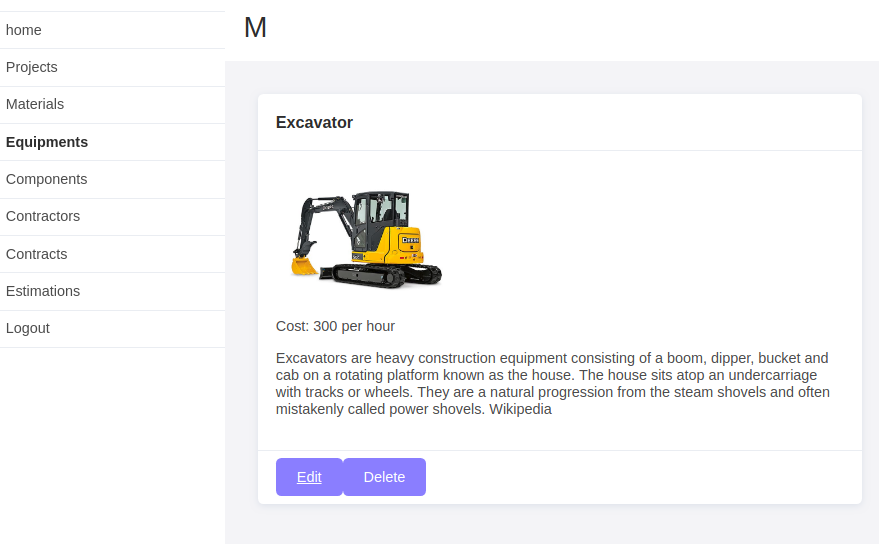 home
Projects
Materials
Equipments
Components
Contractors
Contracts
Estimations
Logout
M
Excavator
DEERE
Cost: 300 per hour
Excavators are heavy construction equipment consisting of a boom, dipper, bucket and
cab on a rotating platform known as the house. The house sits atop an undercarriage
with tracks or wheels. They are a natural progression from the steam shovels and often
mistakenly called power shovels. Wikipedia
Edit
Delete